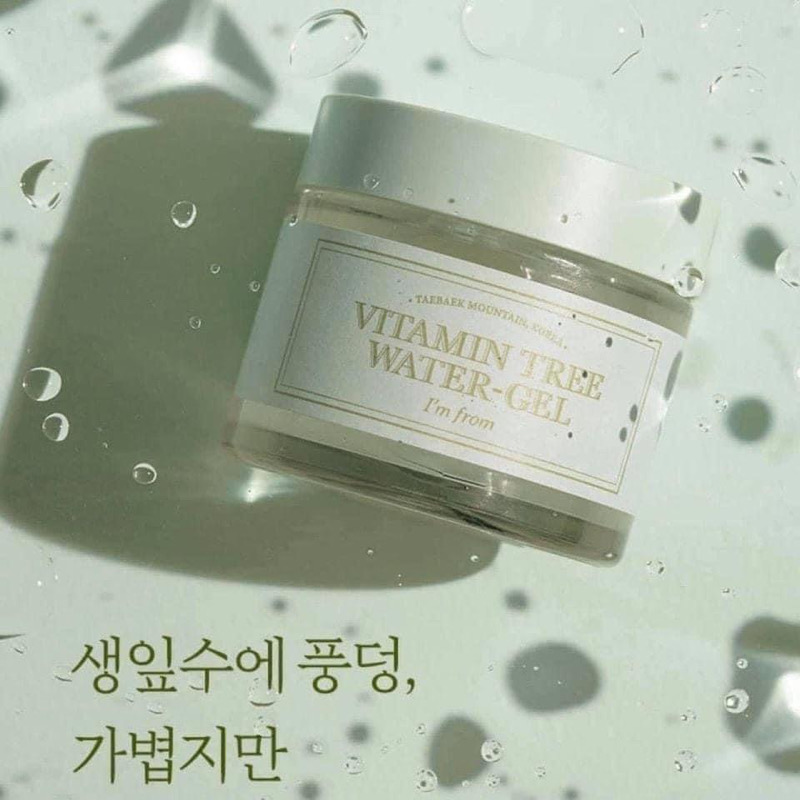 TAEBAEK MOUNTAIN, KOREA
VITAMIN TREE
WATER-GEL
I'm from
생잎수에 풍덩,
가볍지만